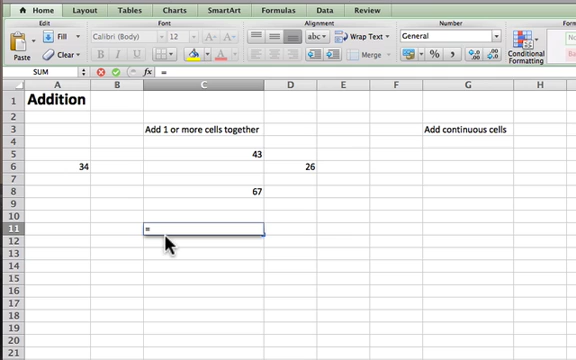 Home Layout Tables Charts SmartArt Formulas Data Review
Edit Font Alignment Number
Paste Fill Calibri (Body) 12 A A abc Wrap Text General Conditional Formatting
Clear B I U A Merge %
SUM fx =
A B C D E F G H
1 Addition
2
3 Add 1 or more cells together Add continuous cells
4
5 43
6 34 26
7
8 67
9
10
11 =
12
13
14
15
16
17
18
19
20
21